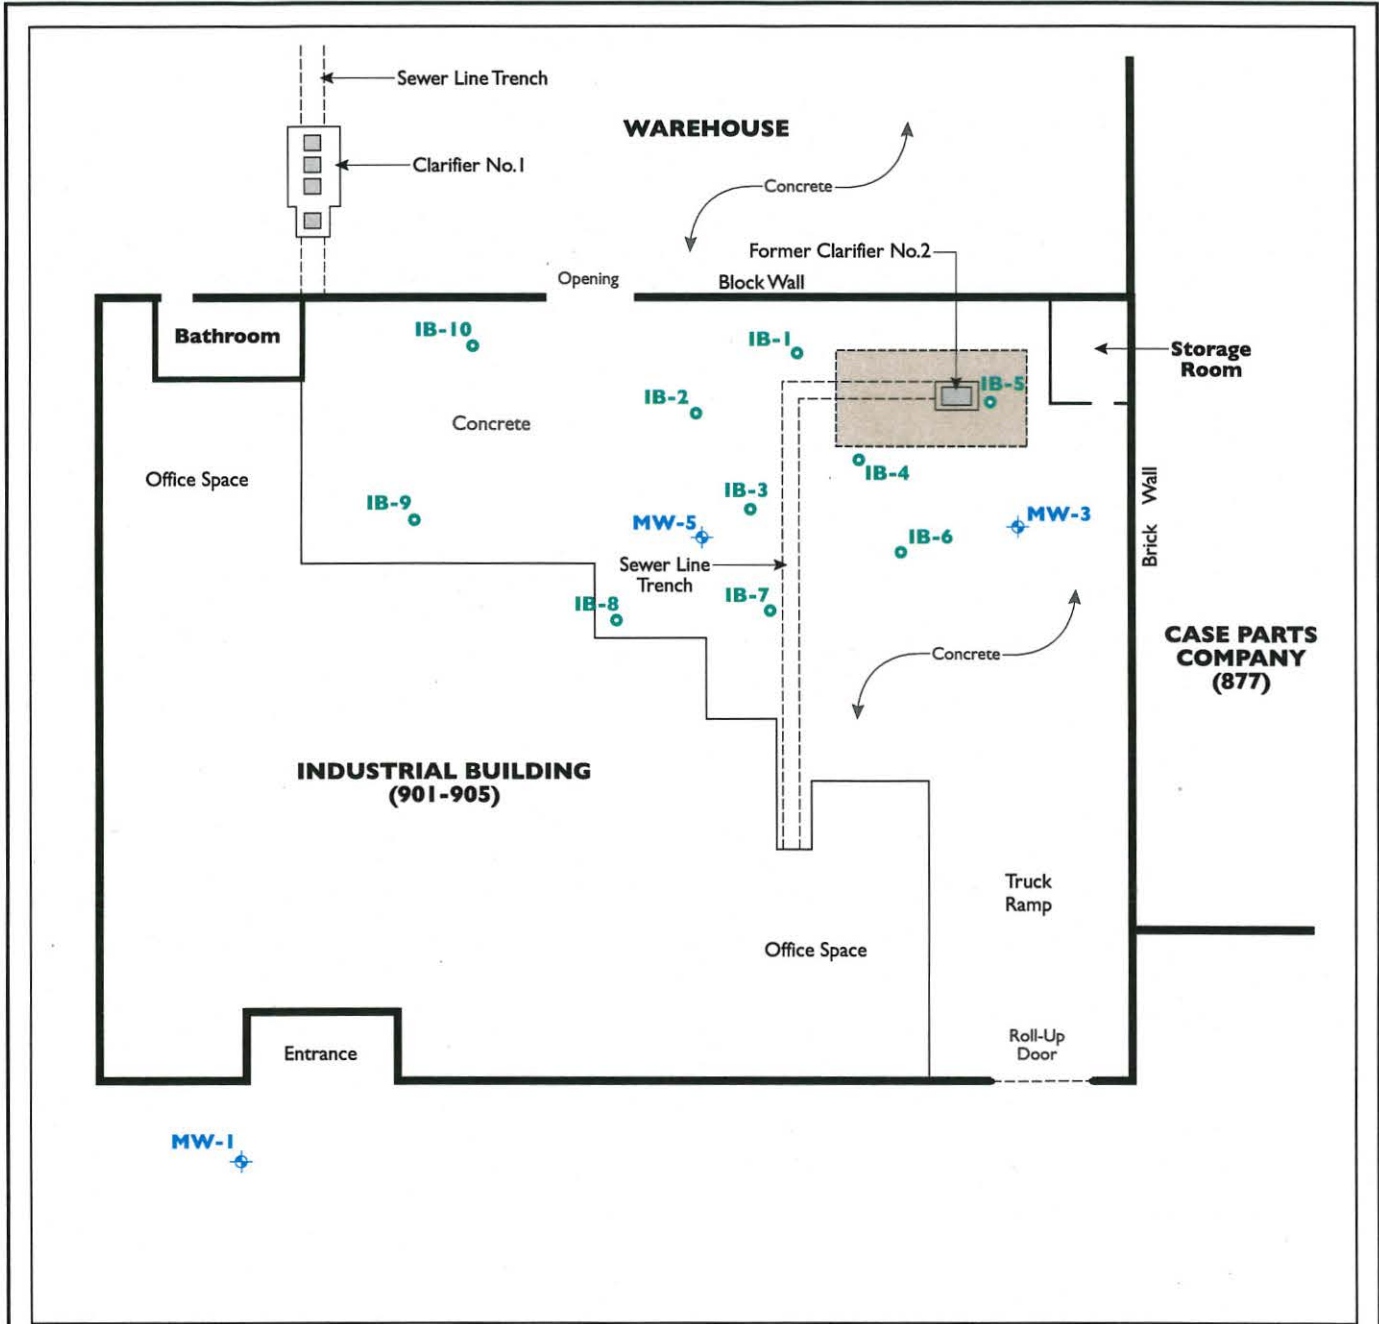 Sewer Line Trench
WAREHOUSE
Clarifier No.1
Concrete
Former Clarifier No.2
Opening
Block Wall
Bathroom
IB-10
IB-1
Storage
Room
IB-5
IB-2
Concrete
Office Space
IB-4
IB-3
IB-9
MW-5
MW-3
Brick Wall
IB-6
Sewer Line
Trench
IB-7
IB-8
CASE PARTS
COMPANY
(877)
Concrete
INDUSTRIAL BUILDING
(901-905)
Truck
Ramp
Office Space
Roll-Up
Door
Entrance
MW-1